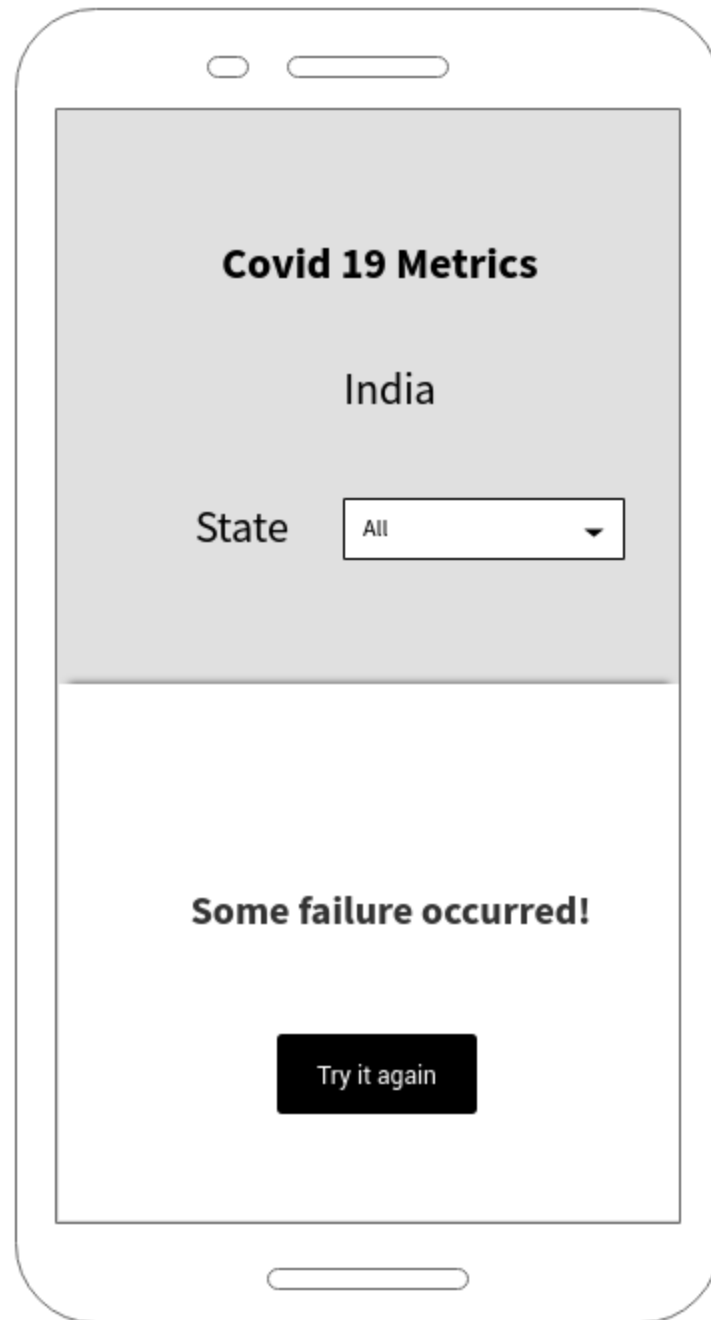 Covid 19 Metrics
India
State All
Some failure occurred!
Try it again